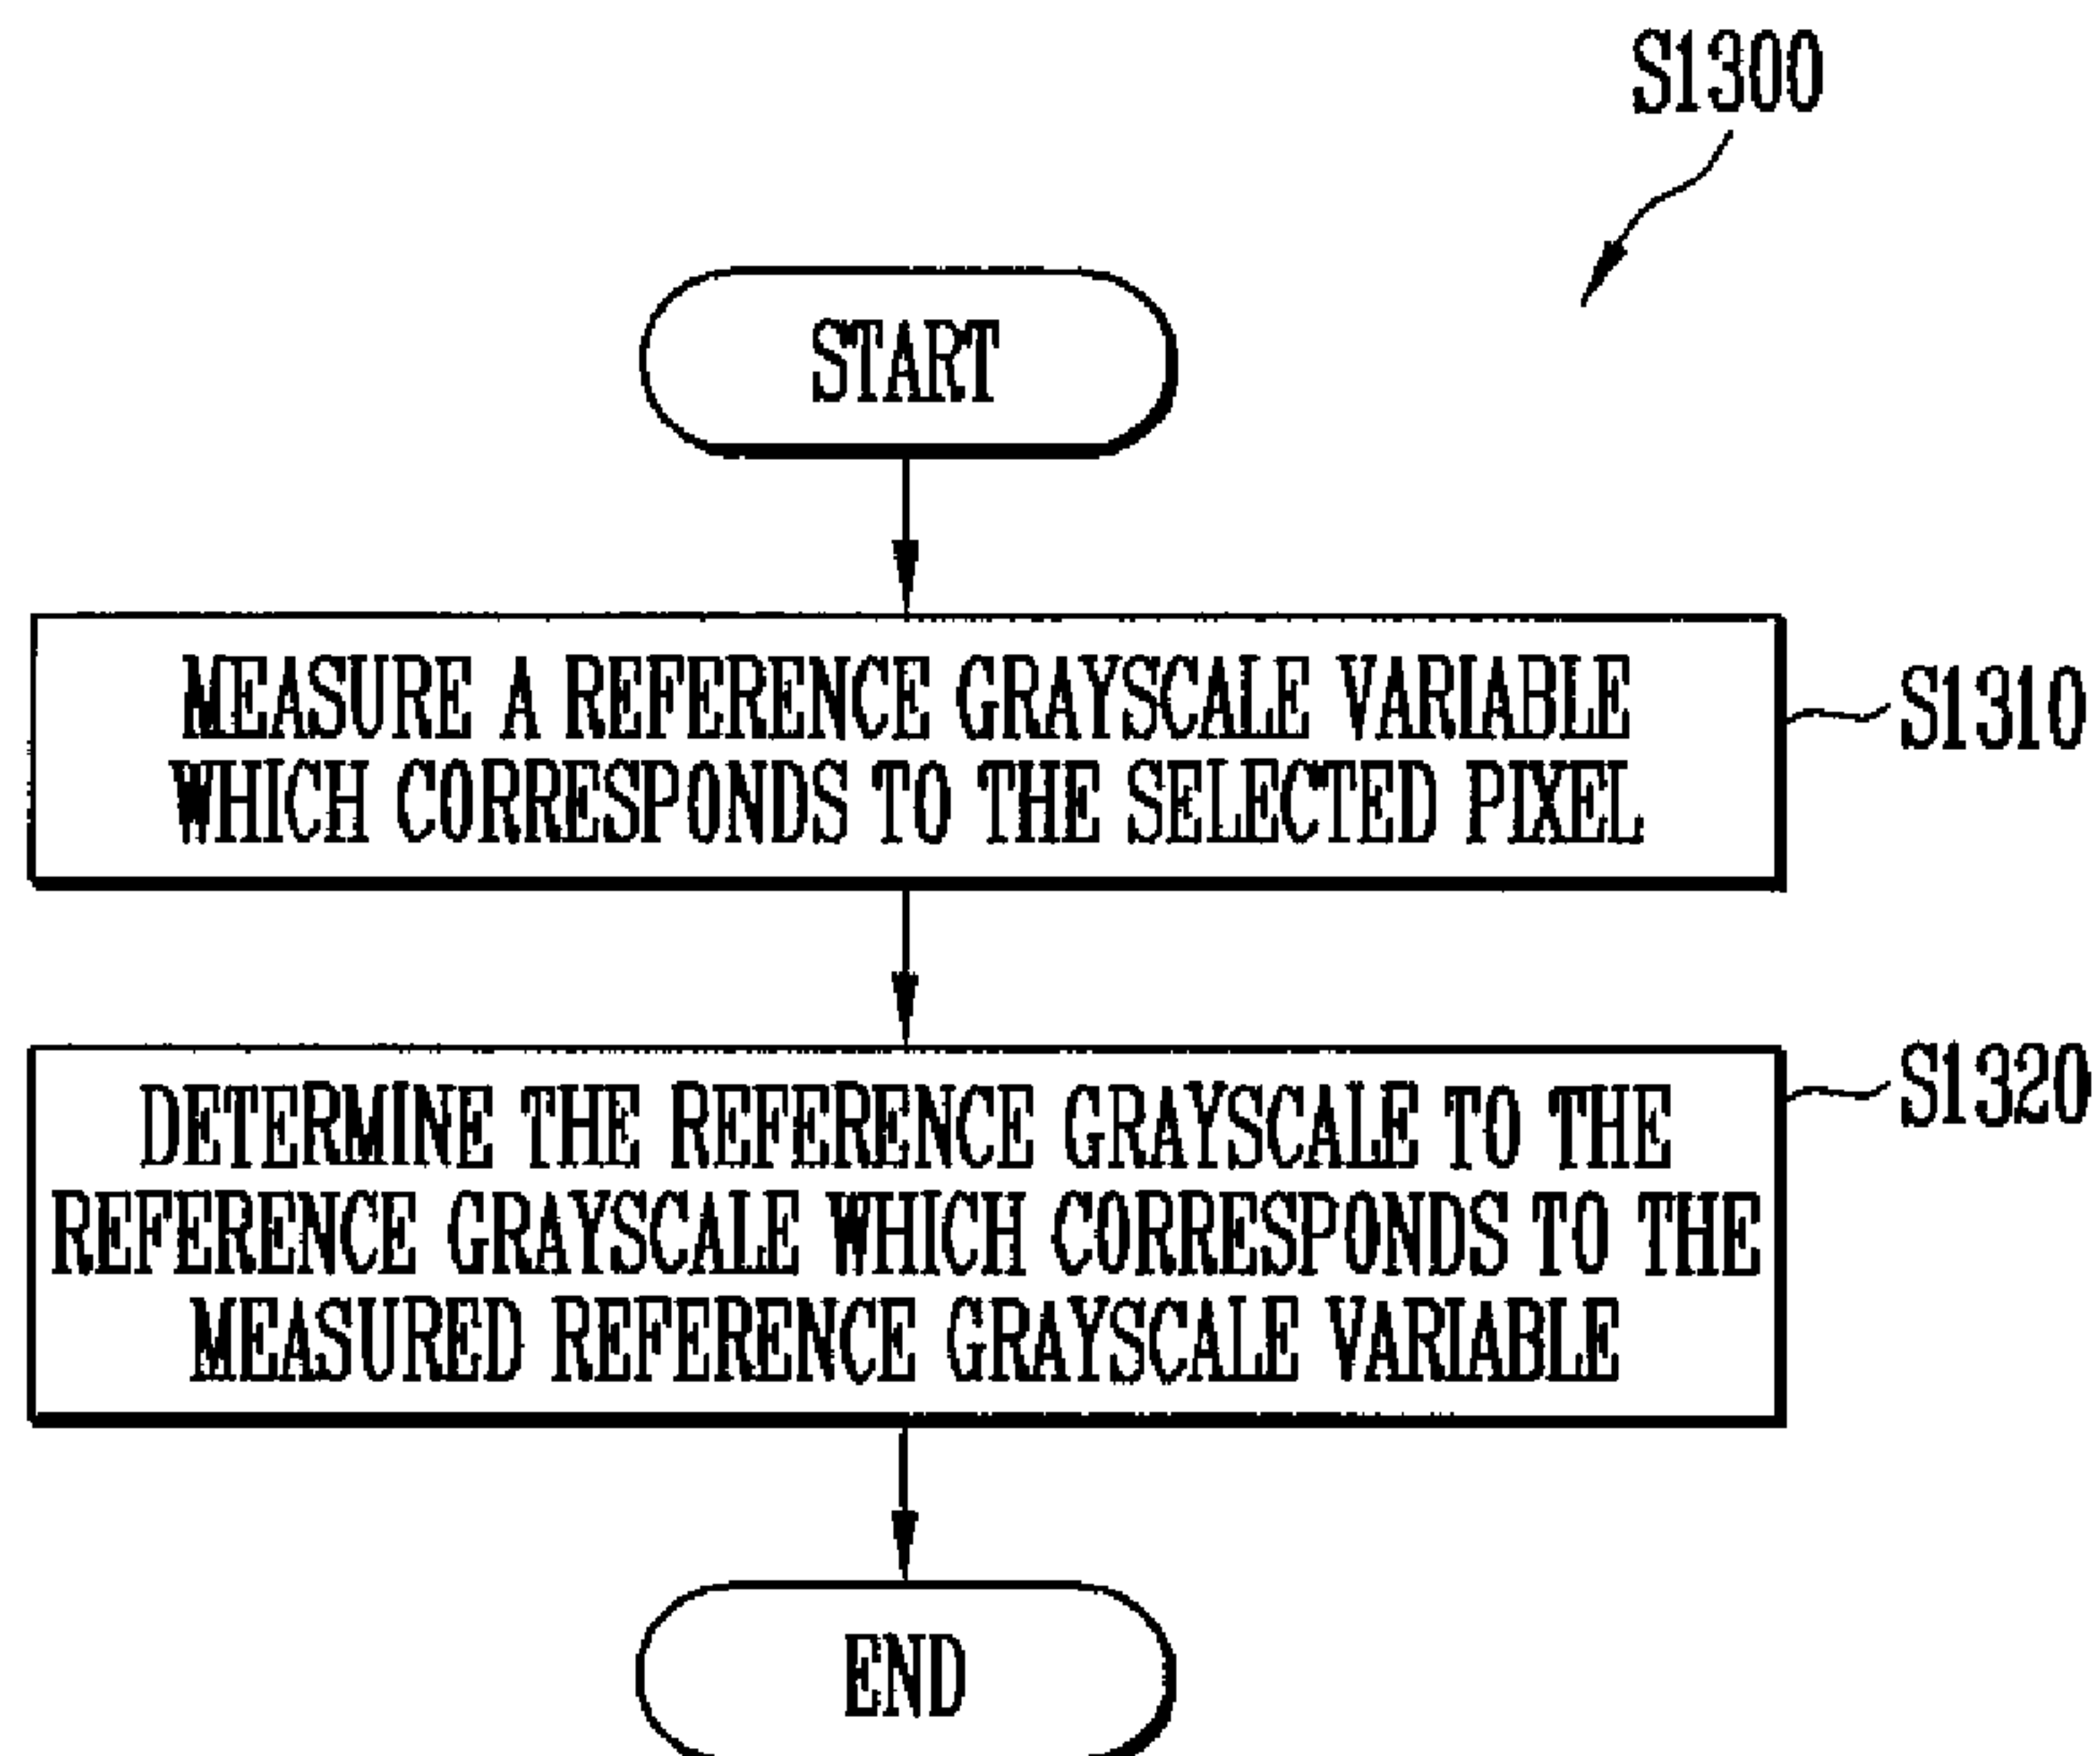 S1300
START
MEASURE A REFERENCE GRAYSCALE VARIABLE
WHICH CORRESPONDS TO THE SELECTED PIXEL
S1310
DETERMINE THE REFERENCE GRAYSCALE TO THE
REFERENCE GRAYSCALE WHICH CORRESPONDS TO THE
MEASURED REFERENCE GRAYSCALE VARIABLE
S1320
END